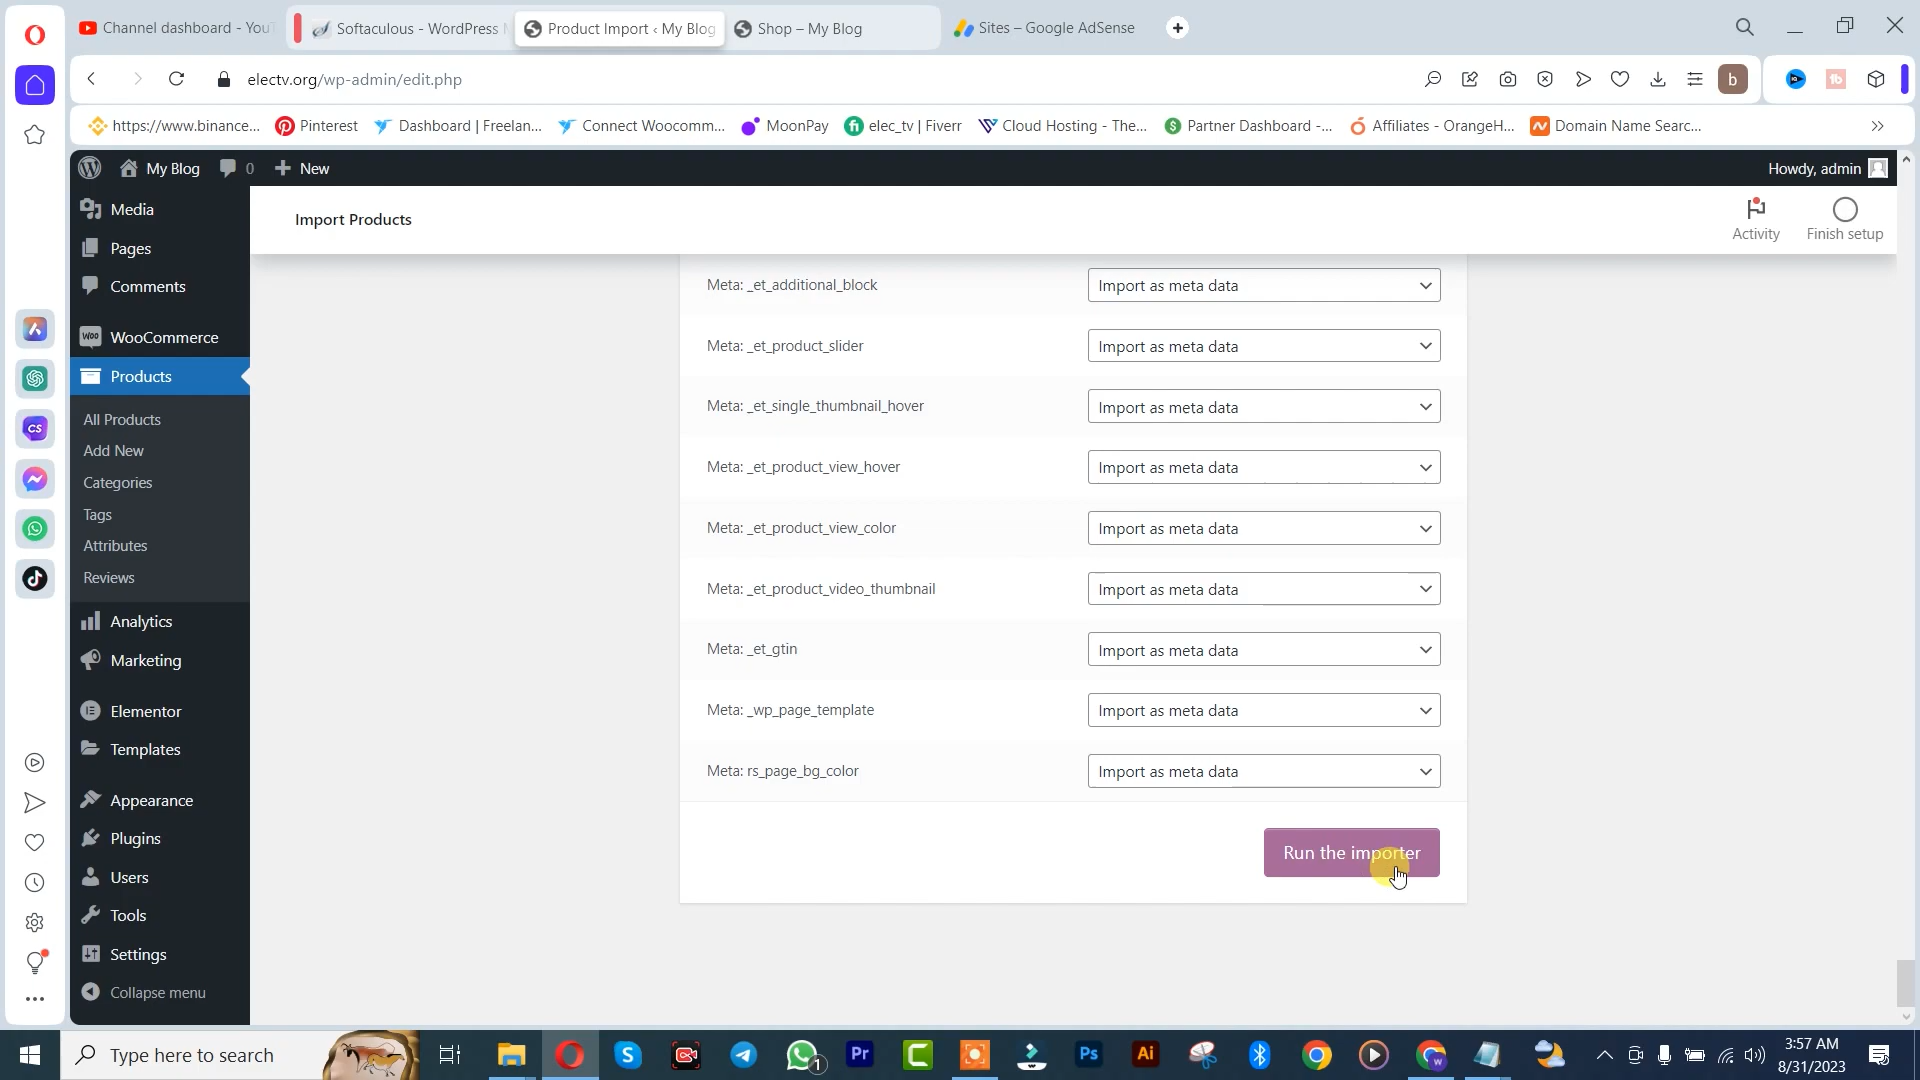 Channel dashboard - You
Softaculous - WordPress
Product Import ‹ My Blog
Shop – My Blog
Sites – Google AdSense
electv.org/wp-admin/edit.php
b
https://www.binance...
Pinterest
Dashboard | Freelan...
Connect Woocomm...
MoonPay
elec_tv | Fiverr
Cloud Hosting - The...
Partner Dashboard -...
Affiliates - OrangeH...
Domain Name Searc...
My Blog
0
New
Howdy, admin
Media
Pages
Comments
WooCommerce
Products
All Products
Add New
Categories
Tags
Attributes
Reviews
Analytics
Marketing
Elementor
Templates
Appearance
Plugins
Users
Tools
Settings
Collapse menu
Import Products
Activity
Finish setup
Meta: _et_additional_block Import as meta data
Meta: _et_product_slider Import as meta data
Meta: _et_single_thumbnail_hover Import as meta data
Meta: _et_product_view_hover Import as meta data
Meta: _et_product_view_color Import as meta data
Meta: _et_product_video_thumbnail Import as meta data
Meta: _et_gtin Import as meta data
Meta: _wp_page_template Import as meta data
Meta: rs_page_bg_color Import as meta data
Run the importer
CS
Type here to search
1
Pr
Ps
Ai
3:57 AM
8/31/2023